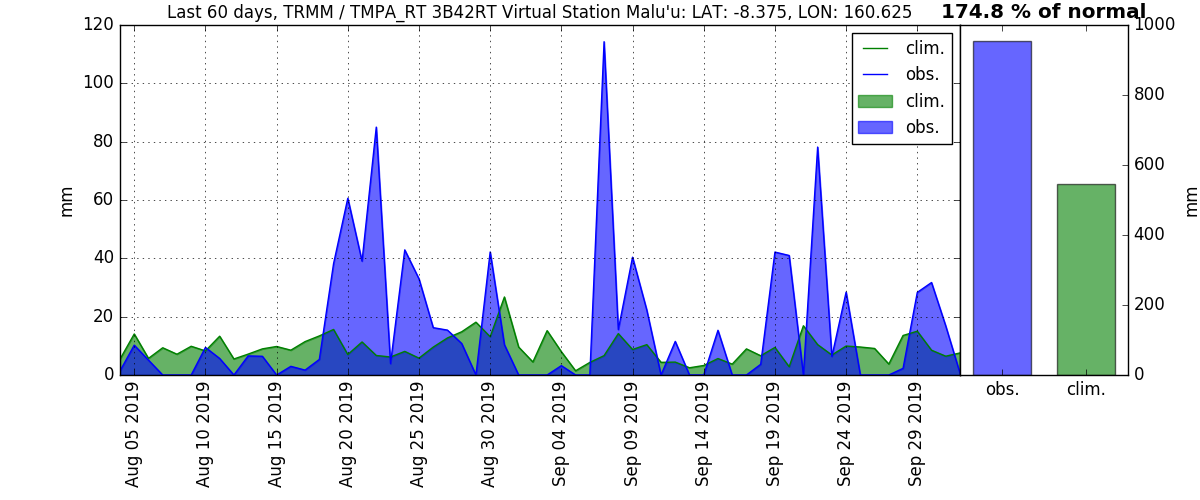 Last 60 days, TRMM / TMPA_RT 3B42RT Virtual Station Malu'u: LAT: -8.375, LON: 160.625
174.8 % of normal
120
100
80
60
40
20
0
mm
clim.
obs.
clim.
obs.
1000
800
600
400
200
0
mm
obs.
clim.
Aug 05 2019
Aug 10 2019
Aug 15 2019
Aug 20 2019
Aug 25 2019
Aug 30 2019
Sep 04 2019
Sep 09 2019
Sep 14 2019
Sep 19 2019
Sep 24 2019
Sep 29 2019